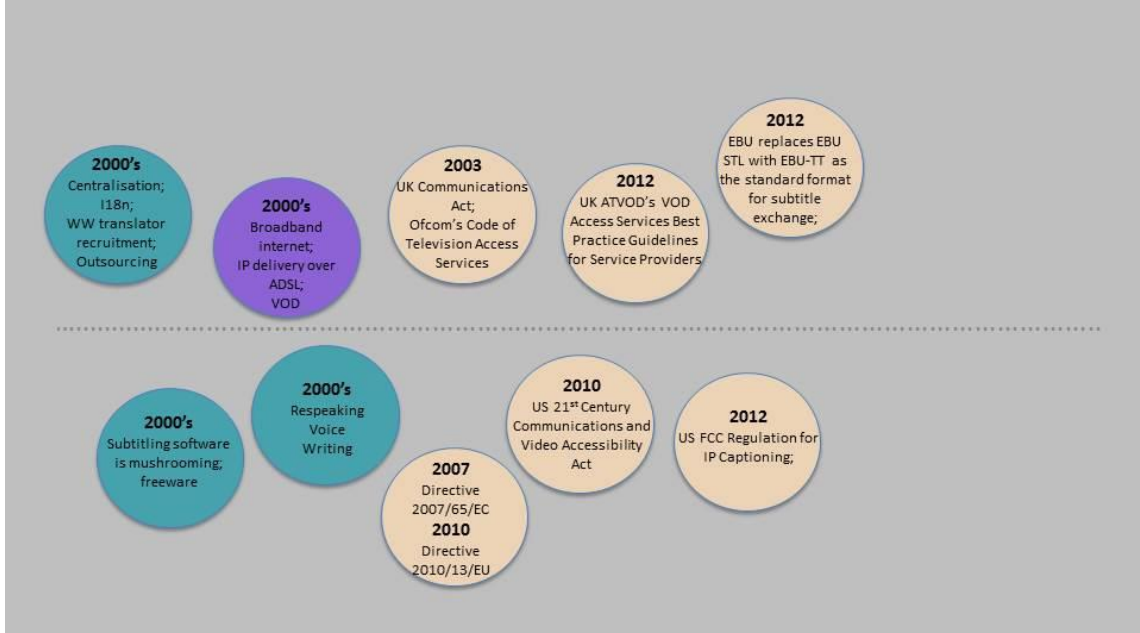 2000's
Centralisation;
I18n;
WW translator
recruitment;
Outsourcing
2000's
Broadband
internet;
IP delivery over
ADSL;
VOD
2003
UK Communications
Act;
Ofcom's Code of
Television Access
Services
2012
UK ATVOD's VOD
Access Services Best
Practice Guidelines
for Service Providers
2012
EBU replaces EBU
STL with EBU-TT as
the standard format
for subtitle
exchange;
2000's
Subtitling software
is mushrooming;
freeware
2000's
Respeaking
Voice
Writing
2007
Directive
2007/65/EC
2010
Directive
2010/13/EU
2010
US 21st Century
Communications and
Video Accessibility
Act
2012
US FCC Regulation for
IP Captioning;